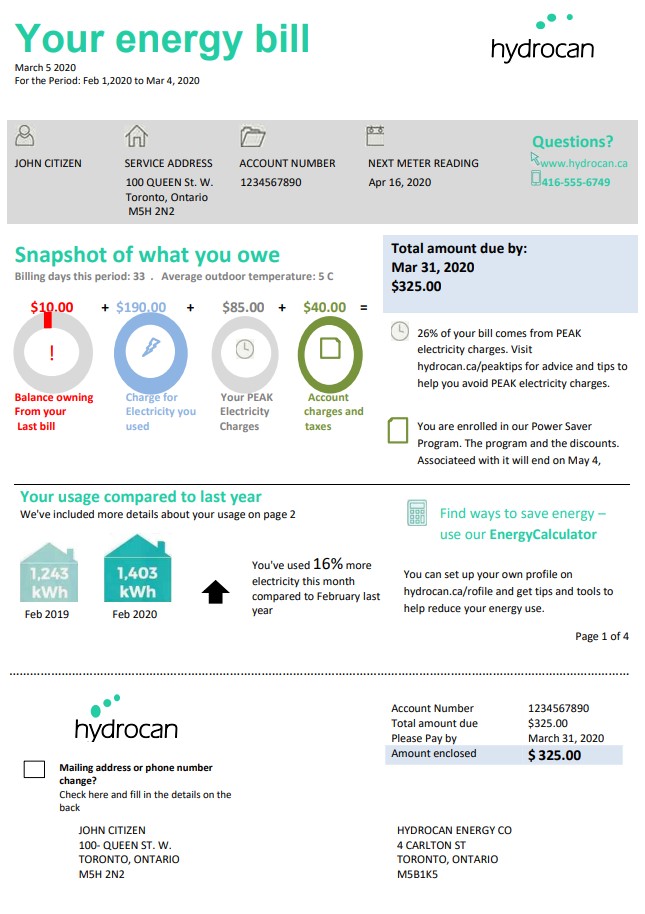 Your energy bill
hydrocan
March 5 2020
For the Period: Feb 1,2020 to Mar 4, 2020
JOHN CITIZEN
SERVICE ADDRESS
100 QUEEN St. W.
Toronto, Ontario
M5H 2N2
ACCOUNT NUMBER
1234567890
NEXT METER READING
Apr 16, 2020
Questions?
www.hydrocan.ca
416-555-6749
Snapshot of what you owe
Billing days this period: 33 . Average outdoor temperature: 5 C
$10.00 + $190.00 + $85.00 + $40.00 =
!
Balance owning
From your
Last bill
Charge for
Electricity you
used
Your PEAK
Electricity
Charges
Account
charges and
taxes
Total amount due by:
Mar 31, 2020
$325.00
26% of your bill comes from PEAK
electricity charges. Visit
hydrocan.ca/peaktips for advice and tips to
help you avoid PEAK electricity charges.
You are enrolled in our Power Saver
Program. The program and the discounts.
Associateed with it will end on May 4,
Your usage compared to last year
We've included more details about your usage on page 2
1,243
kWh
Feb 2019
1,403
kWh
Feb 2020
You've used 16% more
electricity this month
compared to February last
year
Find ways to save energy –
use our EnergyCalculator
You can set up your own profile on
hydrocan.ca/rofile and get tips and tools to
help reduce your energy use.
Page 1 of 4
hydrocan
Account Number 1234567890
Total amount due $325.00
Please Pay by March 31, 2020
Amount enclosed $ 325.00
Mailing address or phone number
change?
Check here and fill in the details on the
back
JOHN CITIZEN
100- QUEEN ST. W.
TORONTO, ONTARIO
M5H 2N2
HYDROCAN ENERGY CO
4 CARLTON ST
TORONTO, ONTARIO
M5B1K5